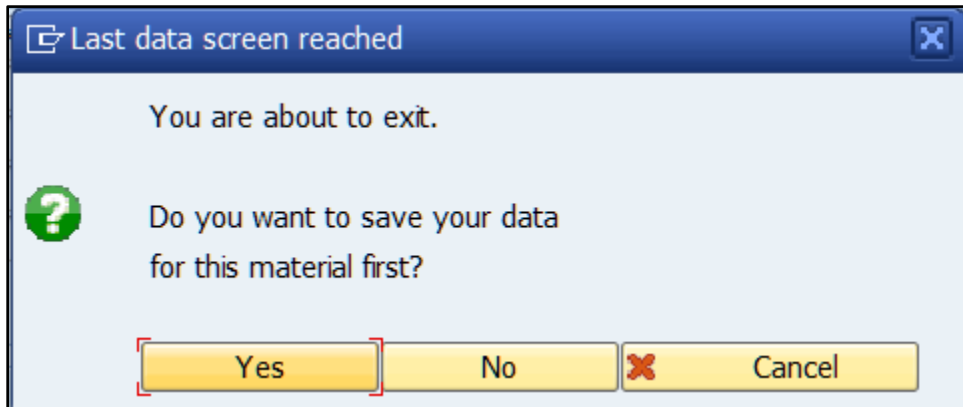 Last data screen reached
You are about to exit.
Do you want to save your data
for this material first?
Yes No Cancel